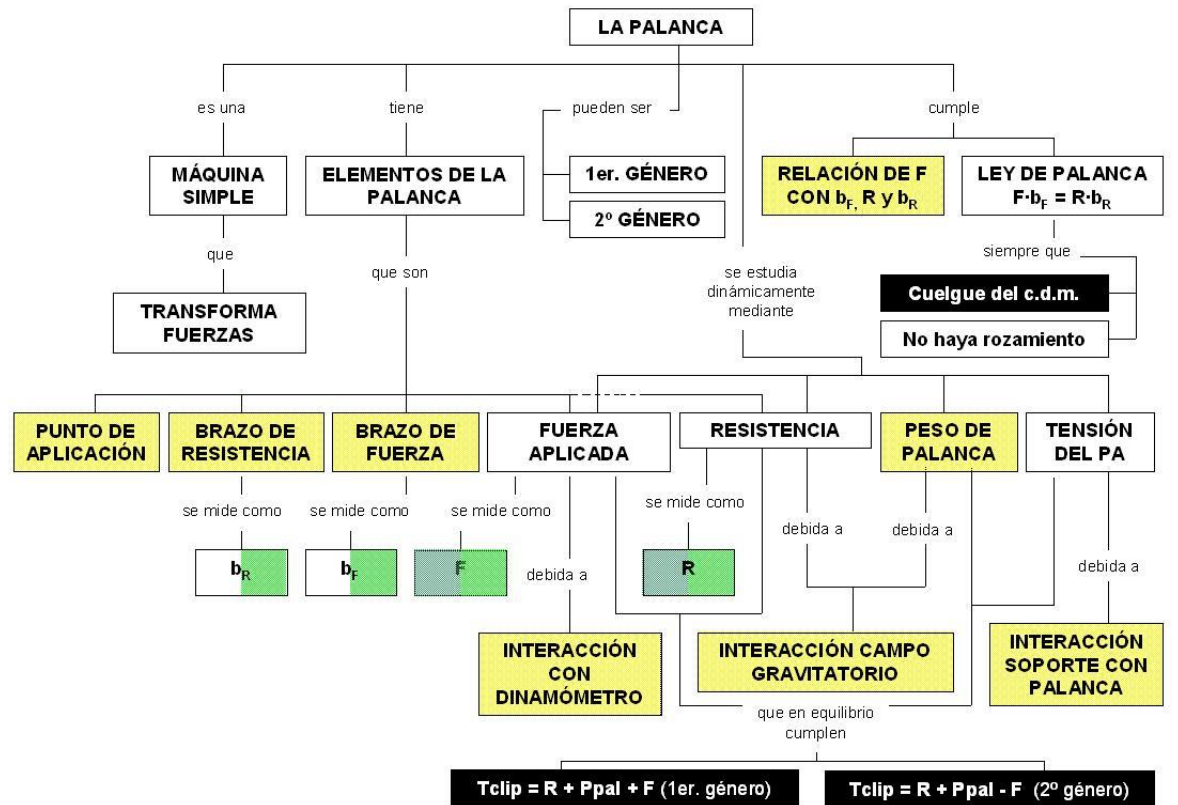 LA PALANCA
es una
tiene
pueden ser
cumple
MÁQUINA
SIMPLE
ELEMENTOS DE LA
PALANCA
1er. GÉNERO
2º GÉNERO
RELACIÓN DE F
CON bF, R y bR
LEY DE PALANCA
F·bF = R·bR
que
que son
se estudia
dinámicamente
mediante
siempre que
TRANSFORMA
FUERZAS
Cuelgue del c.d.m.
No haya rozamiento
PUNTO DE
APLICACIÓN
BRAZO DE
RESISTENCIA
BRAZO DE
FUERZA
FUERZA
APLICADA
RESISTENCIA
PESO DE
PALANCA
TENSIÓN
DEL PA
se mide como
se mide como
se mide como
se mide como
debida a
debida a
bR
bF
F
R
debida a
debida a
INTERACCIÓN
CON
DINAMÓMETRO
INTERACCIÓN CAMPO
GRAVITATORIO
INTERACCIÓN
SOPORTE CON
PALANCA
que en equilibrio
cumplen
Tclip = R + Ppal + F (1er. género)
Tclip = R + Ppal - F (2º género)